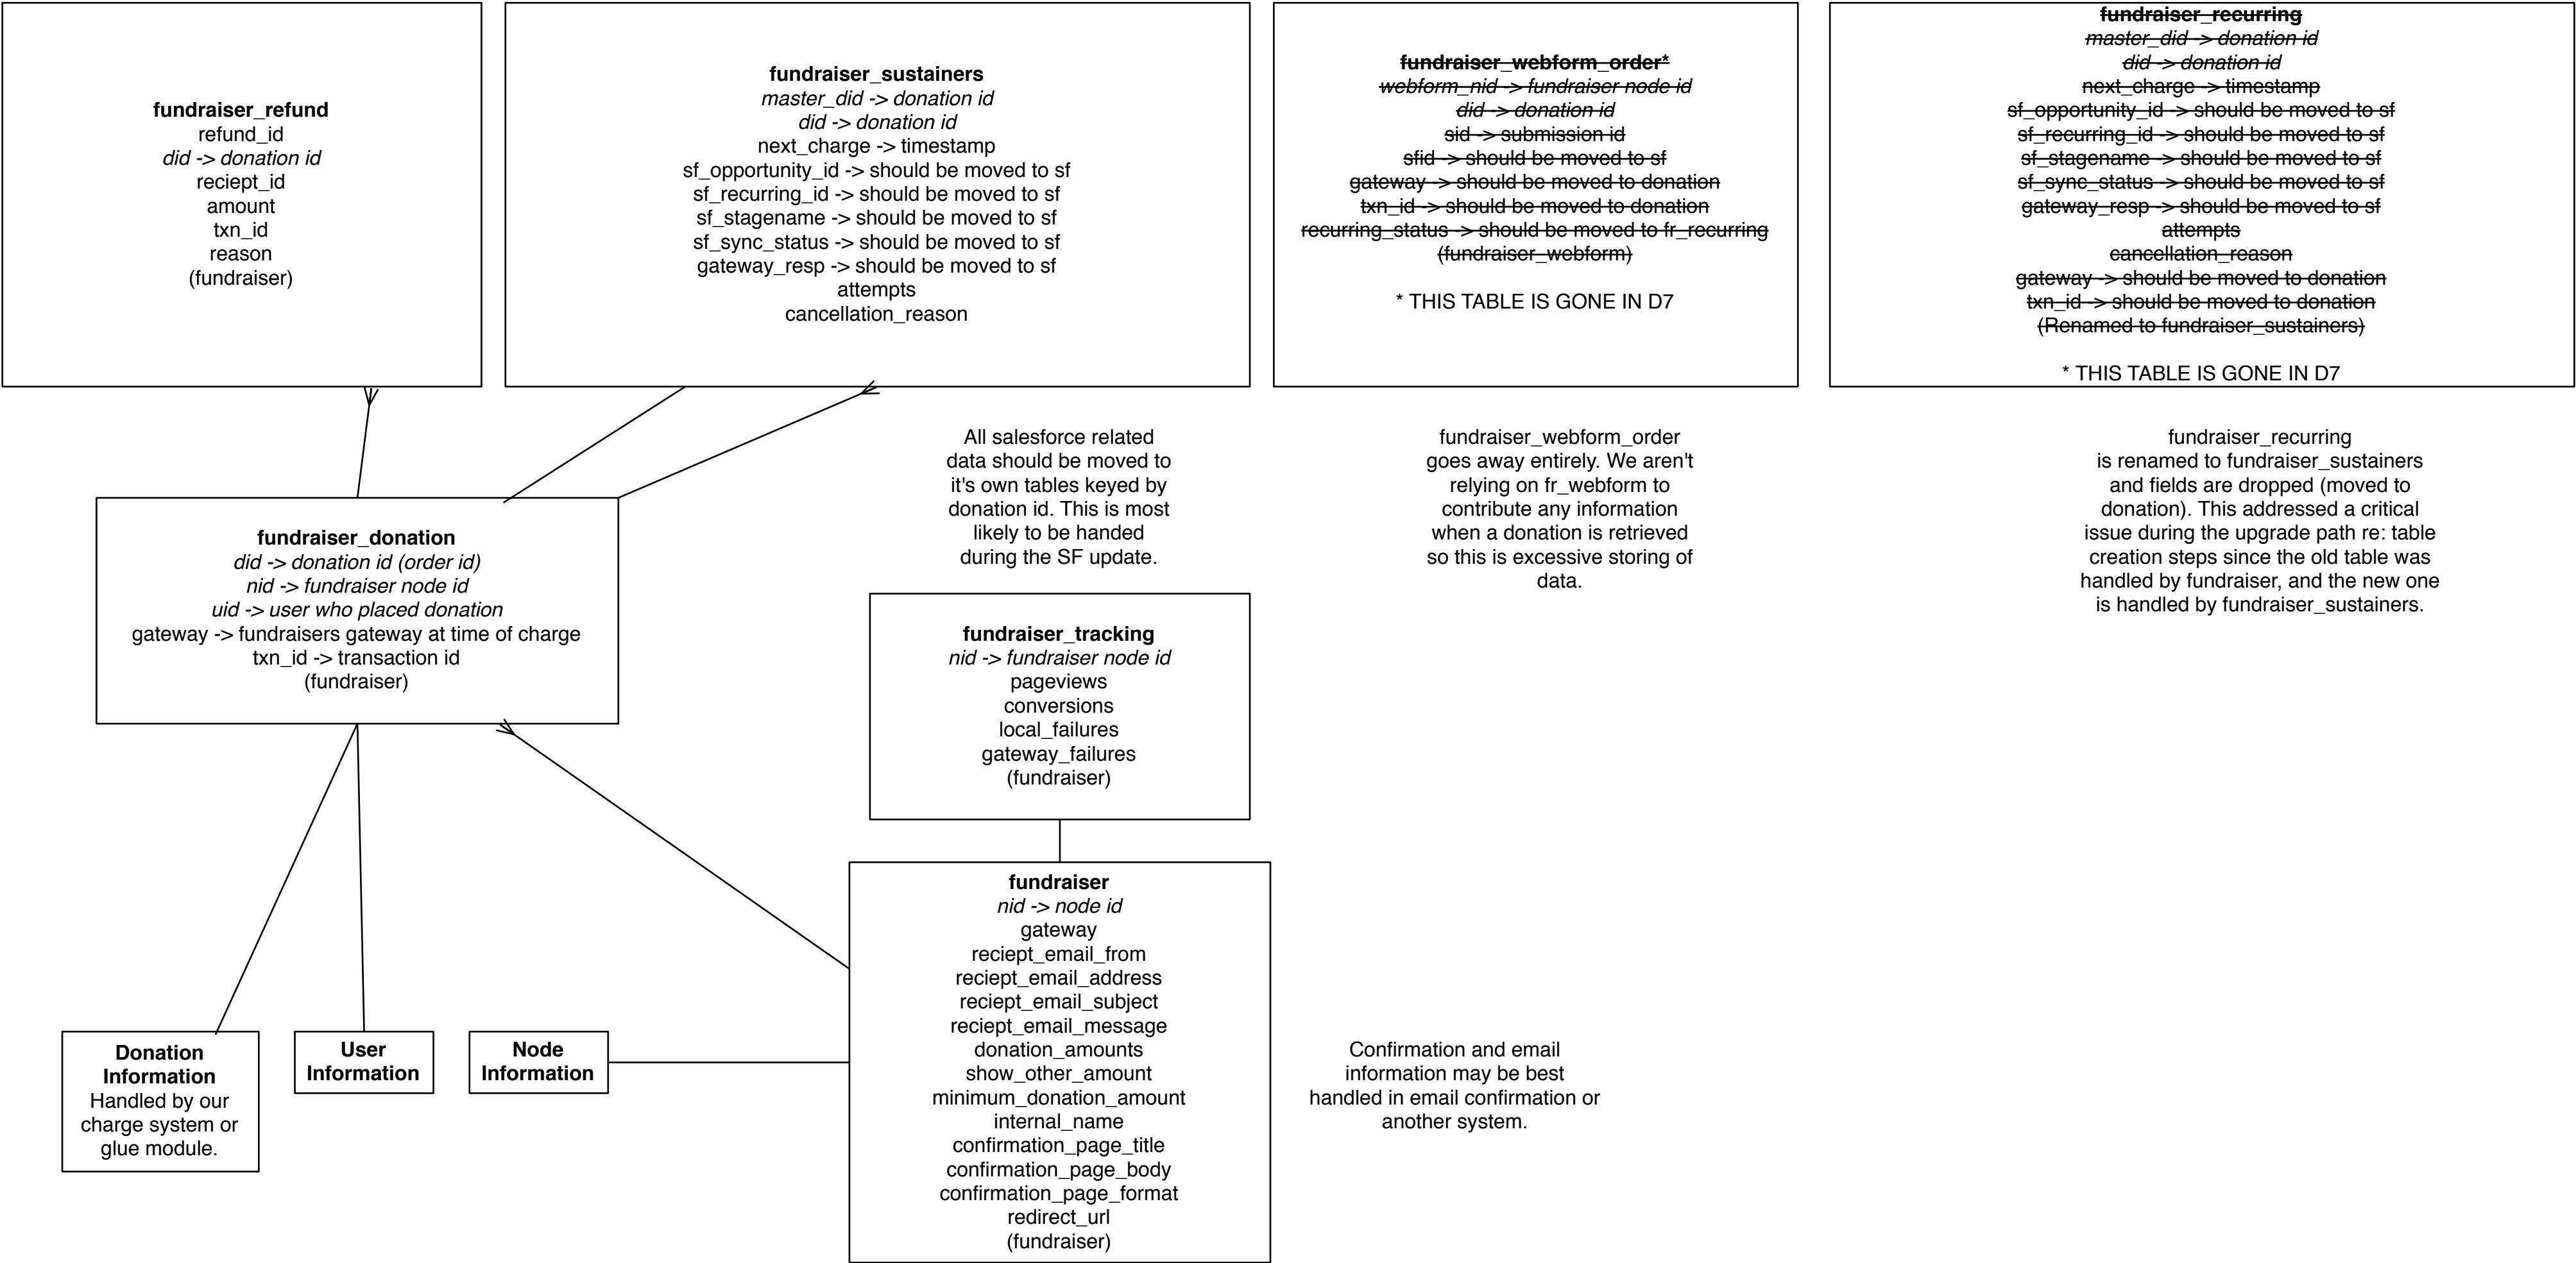 fundraiser_refund
refund_id
did -> donation id
reciept_id
amount
txn_id
reason
(fundraiser)
fundraiser_sustainers
master_did -> donation id
did -> donation id
next_charge -> timestamp
sf_opportunity_id -> should be moved to sf
sf_recurring_id -> should be moved to sf
sf_stagename -> should be moved to sf
sf_sync_status -> should be moved to sf
gateway_resp -> should be moved to sf
attempts
cancellation_reason
fundraiser_webform_order*
webform_nid -> fundraiser node id
did -> donation id
sid -> submission id
sfid -> should be moved to sf
gateway -> should be moved to donation
txn_id -> should be moved to donation
recurring_status -> should be moved to fr_recurring
(fundraiser_webform)
* THIS TABLE IS GONE IN D7
fundraiser_recurring
master_did -> donation id
did -> donation id
next_charge -> timestamp
sf_opportunity_id -> should be moved to sf
sf_recurring_id -> should be moved to sf
sf_stagename -> should be moved to sf
sf_sync_status -> should be moved to sf
gateway_resp -> should be moved to sf
attempts
cancellation_reason
gateway -> should be moved to donation
txn_id -> should be moved to donation
(Renamed to fundraiser_sustainers)
* THIS TABLE IS GONE IN D7
All salesforce related
data should be moved to
it's own tables keyed by
donation id. This is most
likely to be handed
during the SF update.
fundraiser_webform_order
goes away entirely. We aren't
relying on fr_webform to
contribute any information
when a donation is retrieved
so this is excessive storing of
data.
fundraiser_recurring
is renamed to fundraiser_sustainers
and fields are dropped (moved to
donation). This addressed a critical
issue during the upgrade path re: table
creation steps since the old table was
handled by fundraiser, and the new one
is handled by fundraiser_sustainers.
fundraiser_donation
did -> donation id (order id)
nid -> fundraiser node id
uid -> user who placed donation
gateway -> fundraisers gateway at time of charge
txn_id -> transaction id
(fundraiser)
fundraiser_tracking
nid -> fundraiser node id
pageviews
conversions
local_failures
gateway_failures
(fundraiser)
fundraiser
nid -> node id
gateway
reciept_email_from
reciept_email_address
reciept_email_subject
reciept_email_message
donation_amounts
show_other_amount
minimum_donation_amount
internal_name
confirmation_page_title
confirmation_page_body
confirmation_page_format
redirect_url
(fundraiser)
Donation
Information
Handled by our
charge system or
glue module.
User
Information
Node
Information
Confirmation and email
information may be best
handled in email confirmation or
another system.